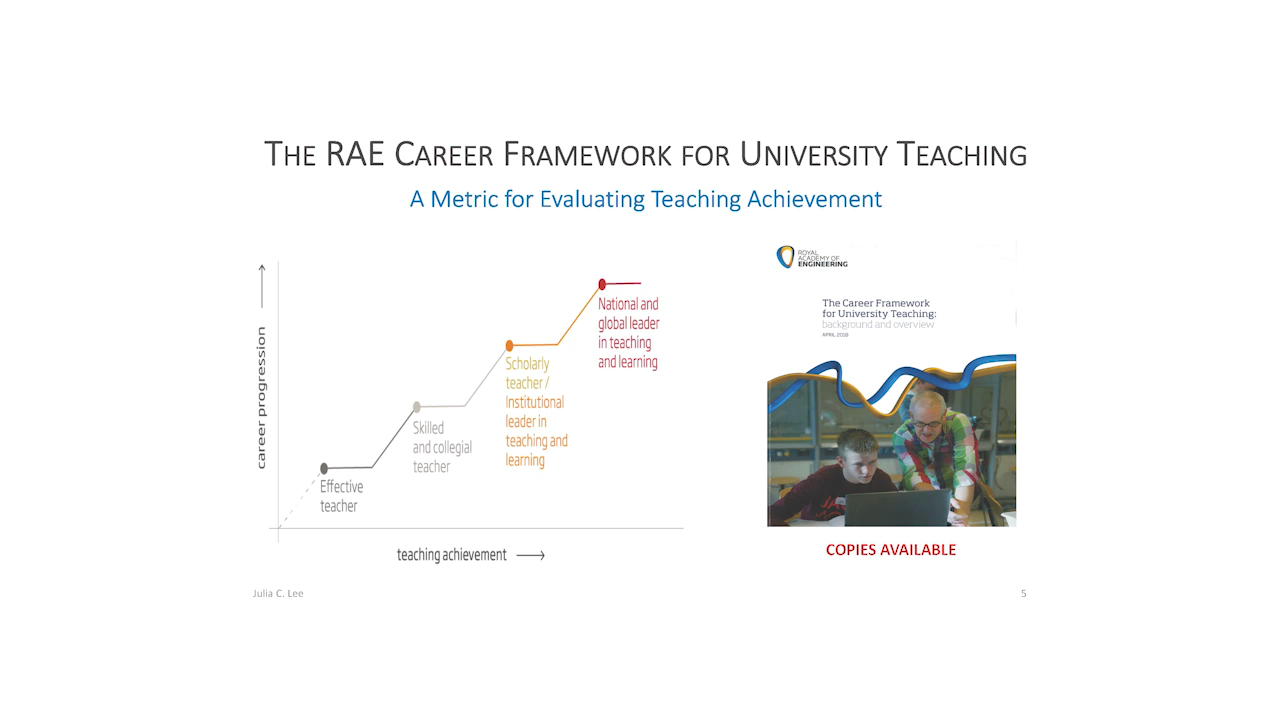 THE RAE CAREER FRAMEWORK FOR UNIVERSITY TEACHING
A Metric for Evaluating Teaching Achievement
career progression
Effective
teacher
Skilled
and collegial
teacher
Scholarly
teacher /
Institutional
leader in
teaching and
learning
National and
global leader
in teaching
and learning
teaching achievement
ROYAL
ACADEMY OF
ENGINEERING
The Career Framework
for University Teaching:
background and overview
APRIL 2018
COPIES AVAILABLE
Julia C. Lee
5